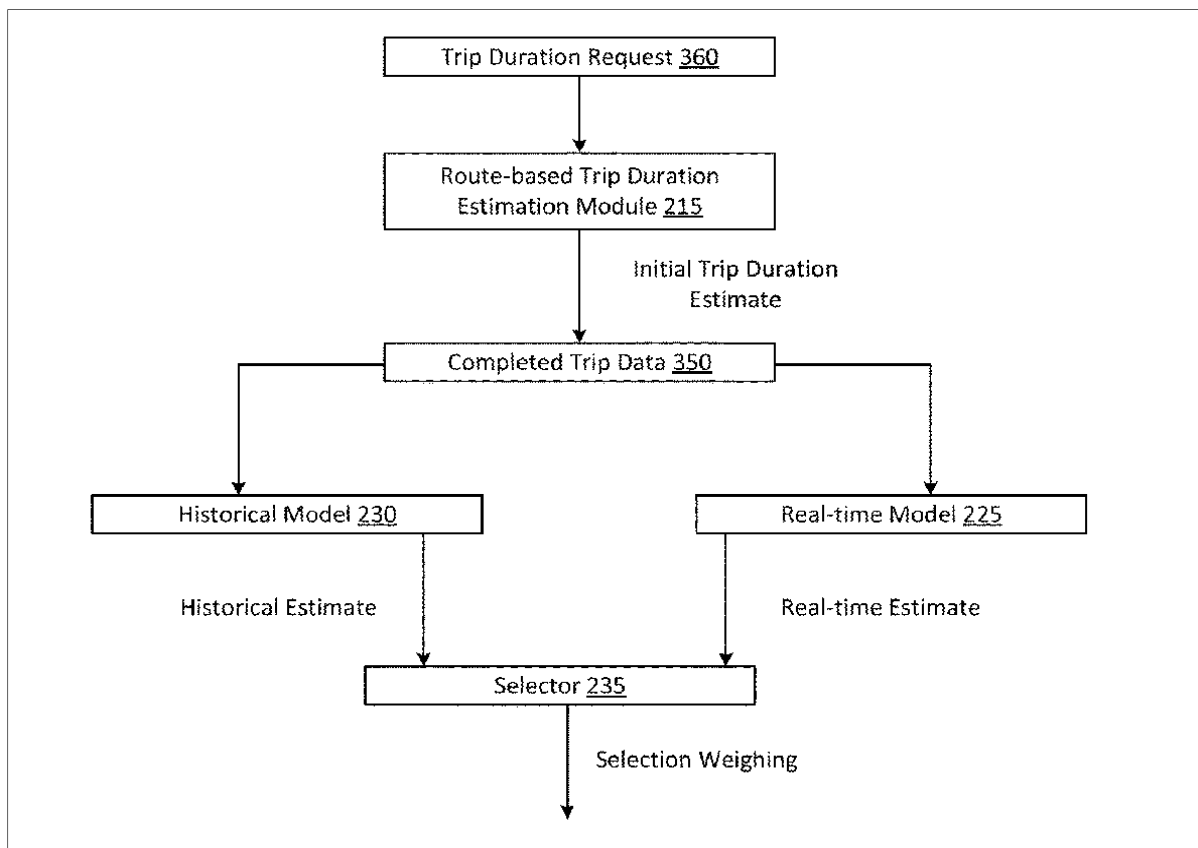 Trip Duration Request 360
Route-based Trip Duration
Estimation Module 215
Initial Trip Duration
Estimate
Completed Trip Data 350
Historical Model 230
Real-time Model 225
Historical Estimate
Real-time Estimate
Selector 235
Selection Weighing